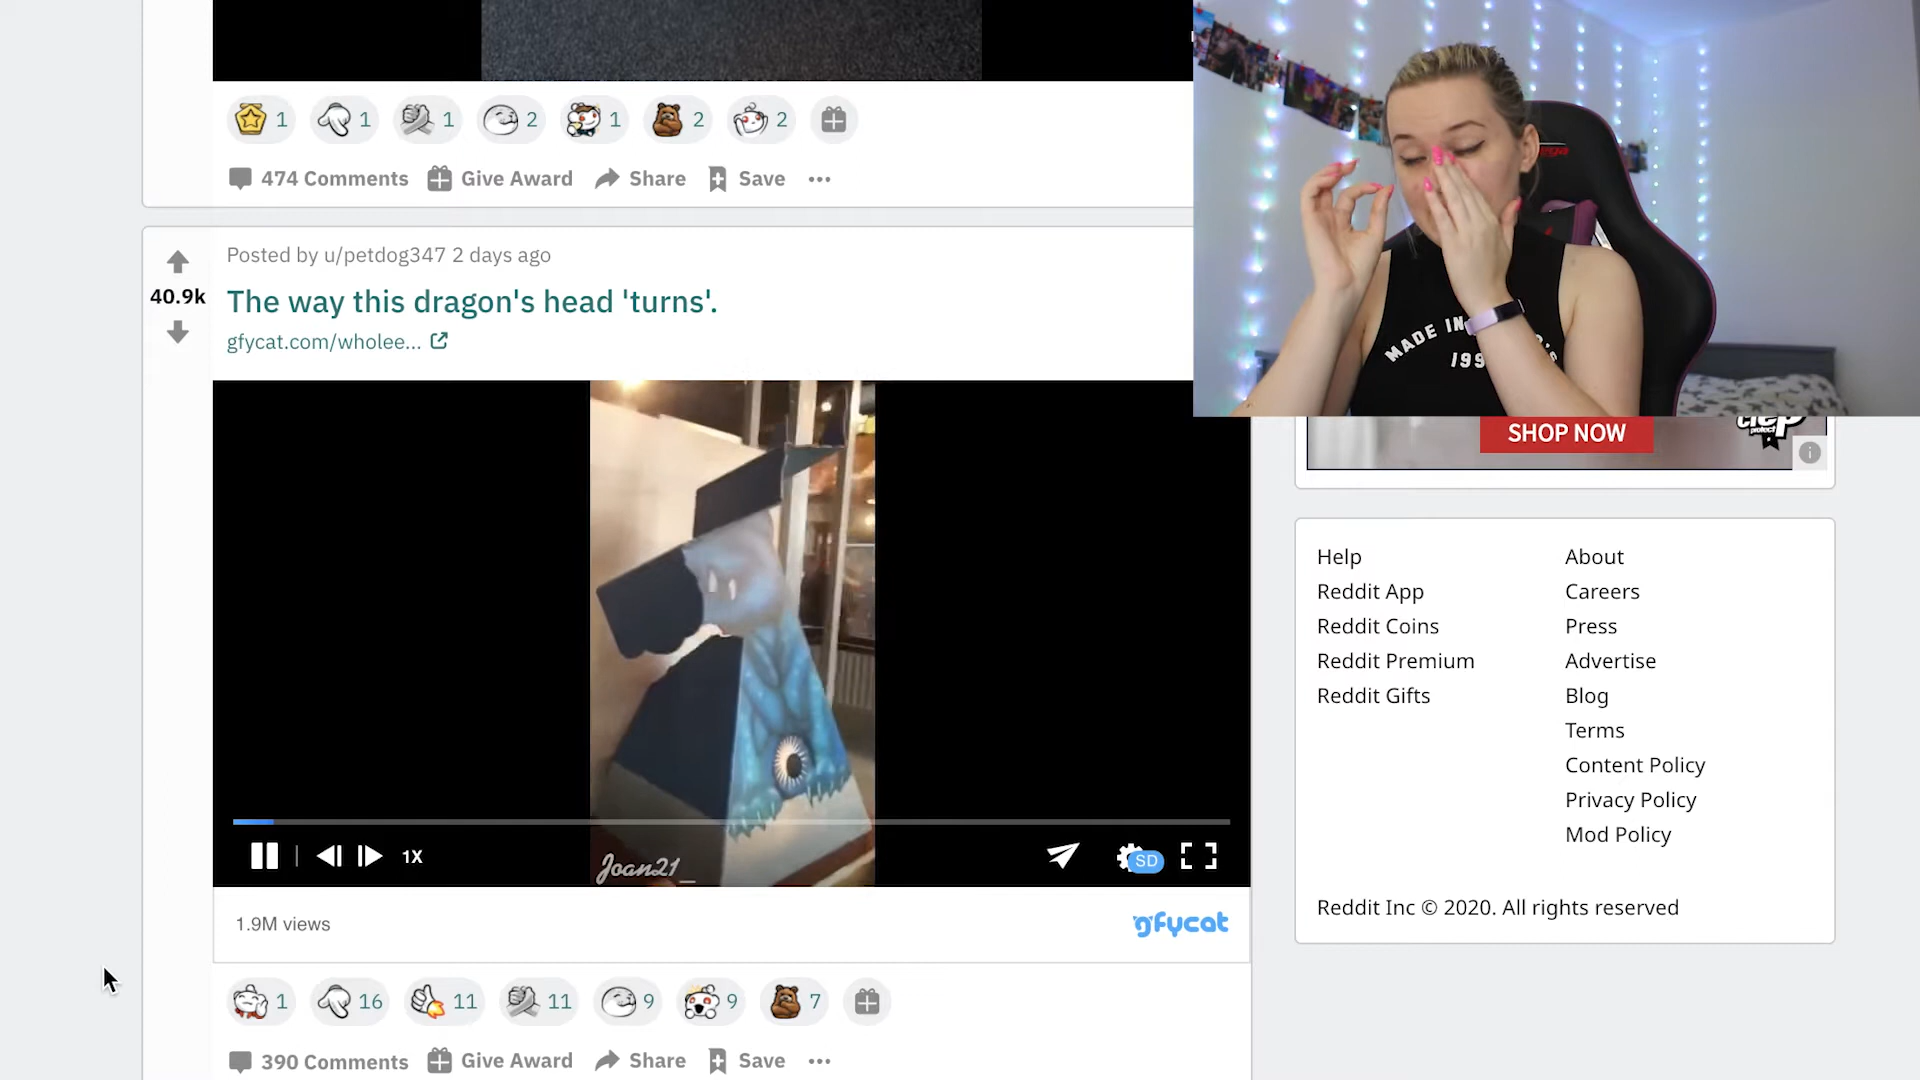 1 1 1 2 1 2 2
474 Comments Give Award Share Save
Posted by u/petdog347 2 days ago
40.9k
The way this dragon's head 'turns'.
gfycat.com/wholee...
MADE IN
199
SHOP NOW
Help
Reddit App
Reddit Coins
Reddit Premium
Reddit Gifts
About
Careers
Press
Advertise
Blog
Terms
Content Policy
Privacy Policy
Mod Policy
Reddit Inc © 2020. All rights reserved
1X
Joan21_
SD
1.9M views
gfycat
1 16 11 11 9 9 7
390 Comments Give Award Share Save